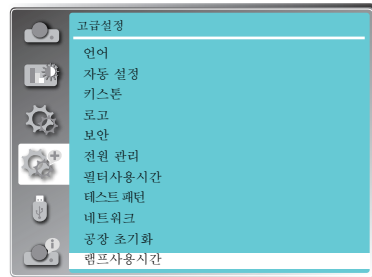 고급설정
언어
자동 설정
키스톤
로고
보안
전원 관리
필터사용시간
테스트 패턴
네트워크
공장 초기화
램프사용시간